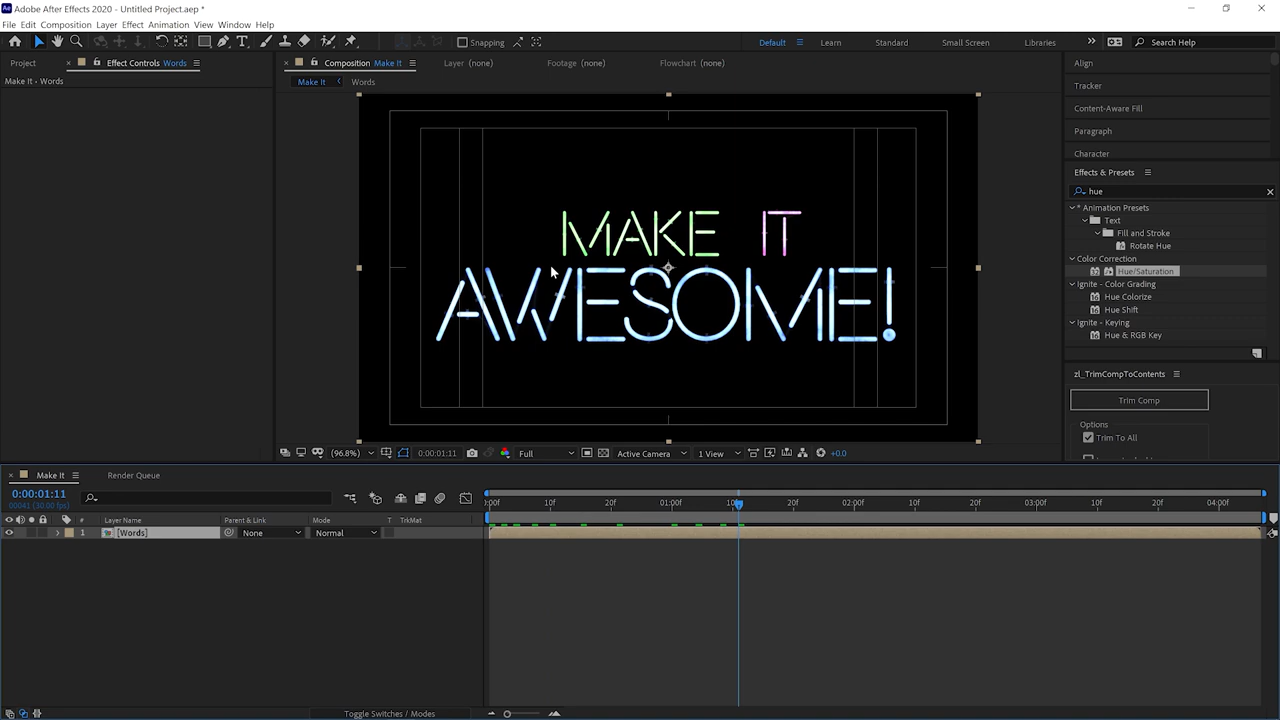 Adobe After Effects 2020 - Untitled Project.aep *
File Edit Composition Layer Effect Animation View Window Help
Snapping
Default Learn Standard Small Screen Libraries Search Help
Project Effect Controls Words Composition Make It Layer (none) Footage (none) Flowchart (none)
Make It • Words
Make It Words
MAKE IT
AWESOME!
(96.8%) 0:00:01:11 Full Active Camera 1 View +0.0
Align
Tracker
Content-Aware Fill
Paragraph
Character
Effects & Presets
hue
* Animation Presets
Text
Fill and Stroke
Rotate Hue
Color Correction
Hue/Saturation
Ignite - Color Grading
Hue Colorize
Hue Shift
Ignite - Keying
Hue & RGB Key
zl_TrimCompToContents
Trim Comp
Options
Trim To All
Make It Render Queue
0:00:01:11
00041 (30.00 fps)
:00f 10f 20f 01:00f 10f 20f 02:00f 10f 20f 03:00f 10f 20f 04:00f
# Layer Name Parent & Link Mode T TrkMat
1 [Words] None Normal
Toggle Switches / Modes